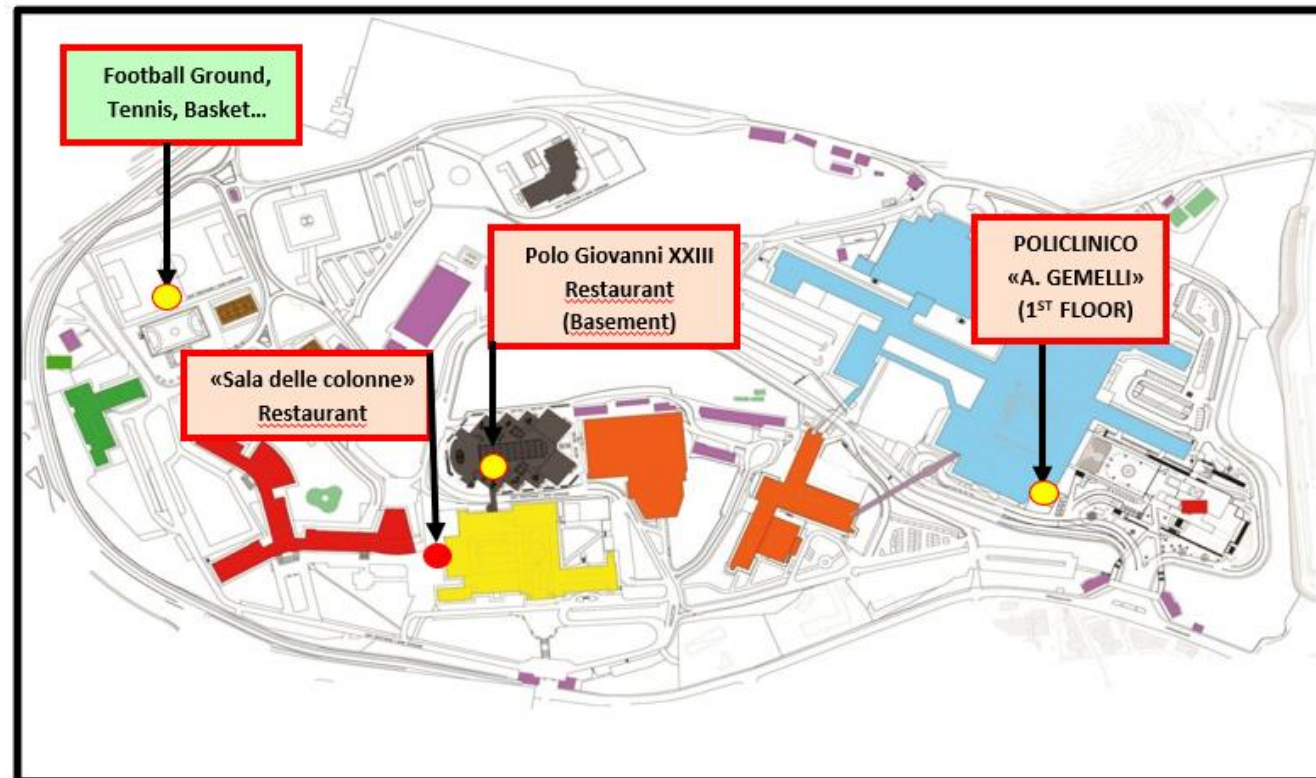 Football Ground,
Tennis, Basket...
Polo Giovanni XXIII
Restaurant
(Basement)
POLICLINICO
«A. GEMELLI»
(1ST FLOOR)
«Sala delle colonne»
Restaurant